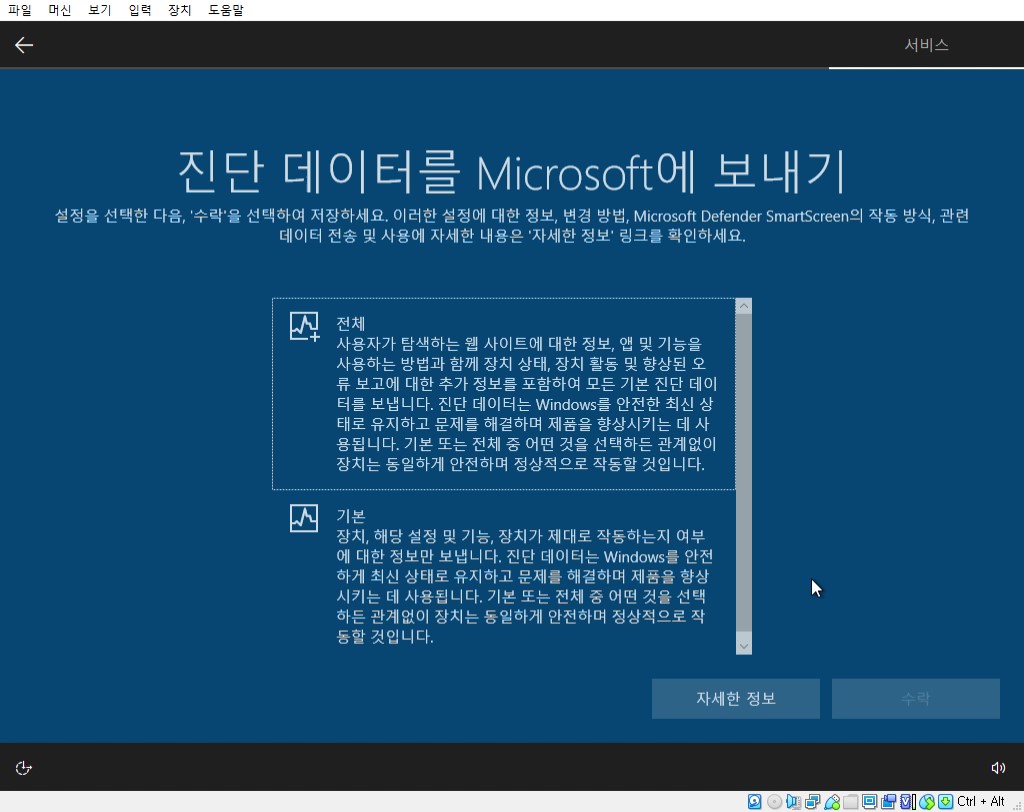 파일 머신 보기 입력 장치 도움말
서비스
진단 데이터를 Microsoft에 보내기
설정을 선택한 다음, '수락'을 선택하여 저장하세요. 이러한 설정에 대한 정보, 변경 방법, Microsoft Defender SmartScreen의 작동 방식, 관련
데이터 전송 및 사용에 자세한 내용은 '자세한 정보' 링크를 확인하세요.
전체
사용자가 탐색하는 웹 사이트에 대한 정보, 앱 및 기능을
사용하는 방법과 함께 장치 상태, 장치 활동 및 향상된 오
류 보고에 대한 추가 정보를 포함하여 모든 기본 진단 데이
터를 보냅니다. 진단 데이터는 Windows를 안전한 최신 상
태로 유지하고 문제를 해결하며 제품을 향상시키는 데 사
용됩니다. 기본 또는 전체 중 어떤 것을 선택하든 관계없이
장치는 동일하게 안전하며 정상적으로 작동할 것입니다.
기본
장치, 해당 설정 및 기능, 장치가 제대로 작동하는지 여부
에 대한 정보만 보냅니다. 진단 데이터는 Windows를 안전
하게 최신 상태로 유지하고 문제를 해결하며 제품을 향상
시키는 데 사용됩니다. 기본 또는 전체 중 어떤 것을 선택
하든 관계없이 장치는 동일하게 안전하며 정상적으로 작
동할 것입니다.
자세한 정보 수락
Ctrl + Alt